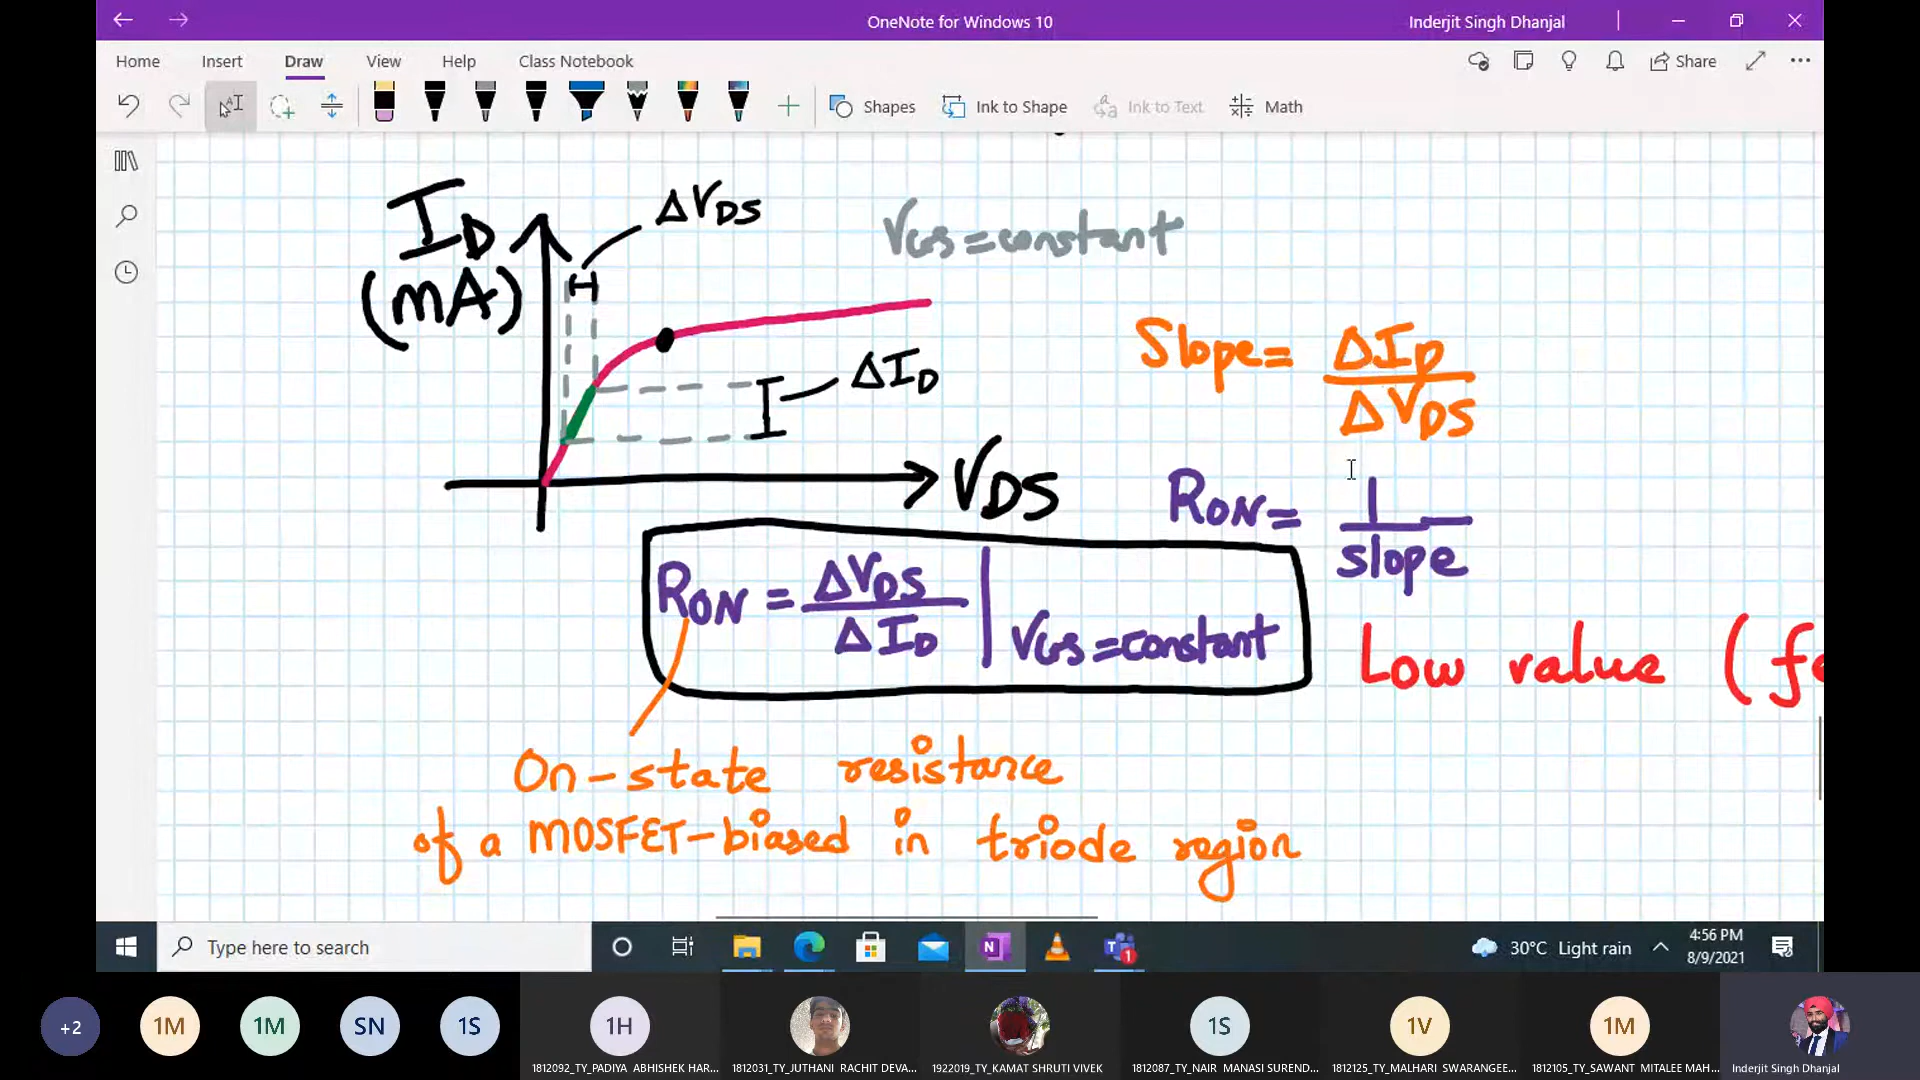 OneNote for Windows 10
Inderjit Singh Dhanjal
Home Insert Draw View Help Class Notebook
Share
Shapes Ink to Shape Ink to Text Math
ID
(mA)
ΔVDS
VGS = constant
ΔID
VDS
Slope = ΔID
ΔVDS
RON = 1
slope
RON = ΔVDS
ΔID
VGS = constant
Low value (fe
On-state resistance
of a MOSFET-biased in triode region
Type here to search
1
30°C Light rain
4:56 PM
8/9/2021
+2
1M
1M
SN
1S
1H
1S
1V
1M
1812092_TY_PADIYA ABHISHEK HAR...
1812031_TY_JUTHANI RACHIT DEVA...
1922019_TY_KAMAT SHRUTI VIVEK
1812087_TY_NAIR MANASI SUREND...
1812125_TY_MALHARI SWARANGEE...
1812105_TY_SAWANT MITALEE MAH...
Inderjit Singh Dhanjal